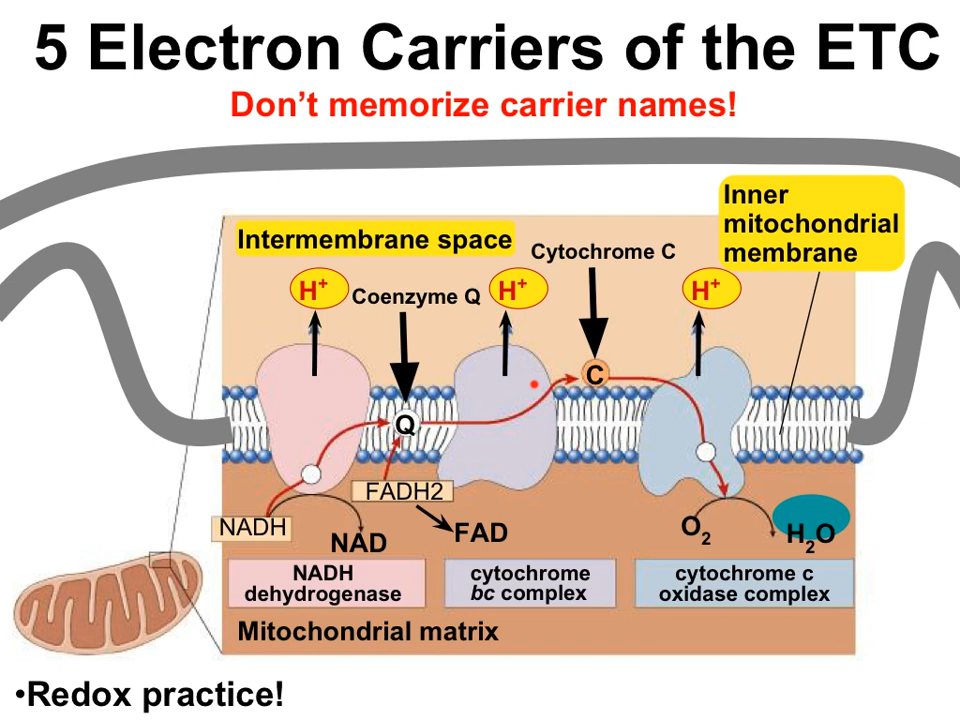 5 Electron Carriers of the ETC
Don't memorize carrier names!
Inner
mitochondrial
membrane
Intermembrane space
Cytochrome C
H+
Coenzyme Q
H+
H+
C
Q
FADH2
NADH
NAD
FAD
O2
H2O
NADH
dehydrogenase
cytochrome
bc complex
cytochrome c
oxidase complex
Mitochondrial matrix
•Redox practice!